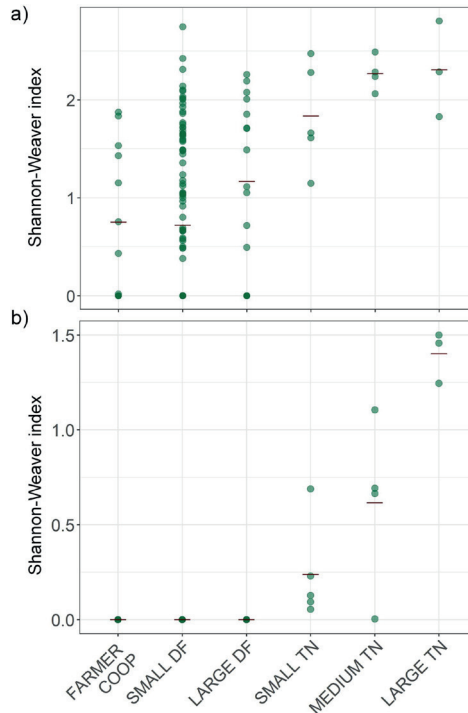 a)
Shannon-Weaver index
2
1
0
b)
Shannon-Weaver index
1.5
1.0
0.5
0.0
FARMER
COOP
SMALL DF
LARGE DF
SMALL TN
MEDIUM TN
LARGE TN